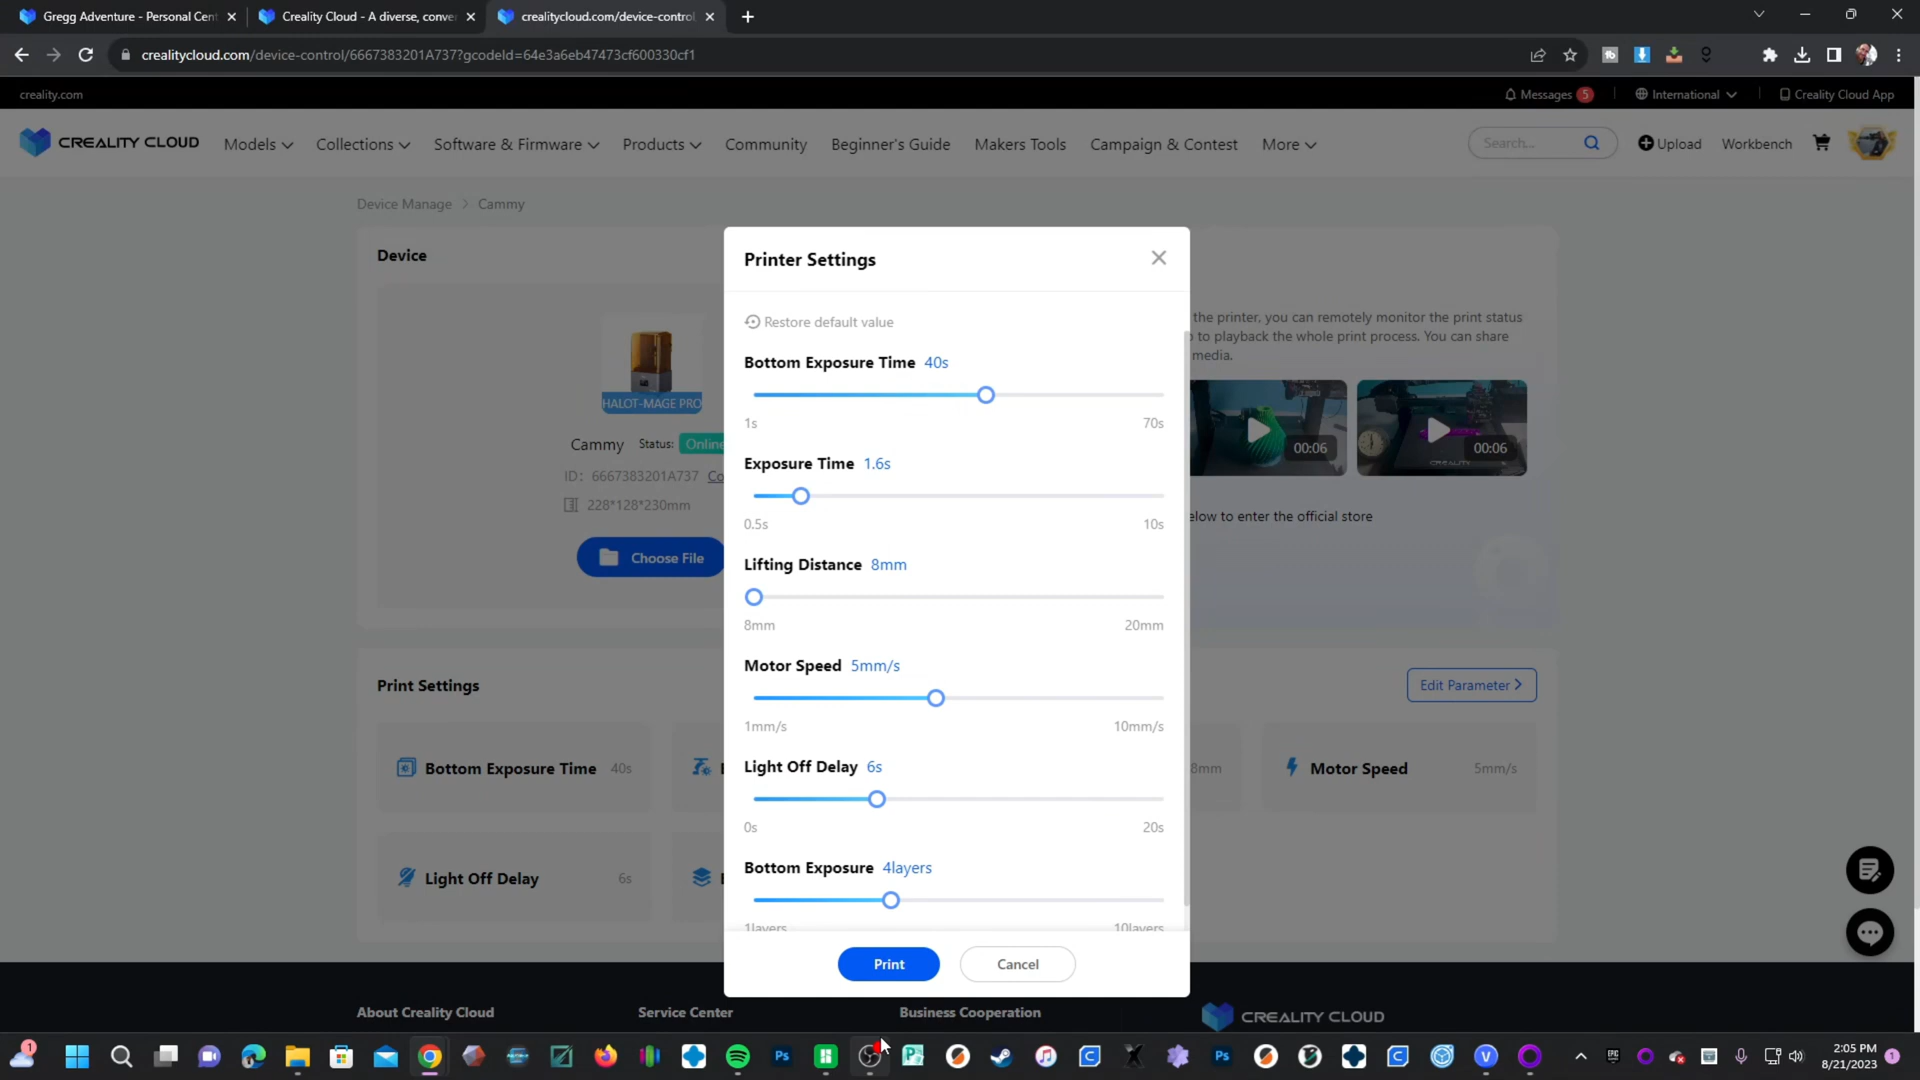 Gregg Adventure - Personal Cent
Creality Cloud - A diverse, conver
crealitycloud.com/device-control
crealitycloud.com/device-control/6667383201A737?gcodeId=64e3a6eb47473cf600330cf1
creality.com
Messages 5
International
Creality Cloud App
CREALITY CLOUD
Models
Collections
Software & Firmware
Products
Community
Beginner's Guide
Makers Tools
Campaign & Contest
More
Search...
Upload
Workbench
Device Manage > Cammy
Device
HALOT-MAGE PRO
Cammy Status: Online
ID: 6667383201A737 Co
228*128*230mm
Choose File
Printer Settings
Restore default value
Bottom Exposure Time 40s
1s 70s
Exposure Time 1.6s
0.5s 10s
Lifting Distance 8mm
8mm 20mm
Motor Speed 5mm/s
1mm/s 10mm/s
Light Off Delay 6s
0s 20s
Bottom Exposure 4layers
1layers 10layers
Print
Cancel
the printer, you can remotely monitor the print status
to playback the whole print process. You can share
media.
00:06
00:06
CREALITY
elow to enter the official store
Print Settings
Edit Parameter >
Bottom Exposure Time 40s
8mm
Motor Speed 5mm/s
Light Off Delay 6s
About Creality Cloud
Service Center
Business Cooperation
CREALITY CLOUD
2:05 PM
8/21/2023